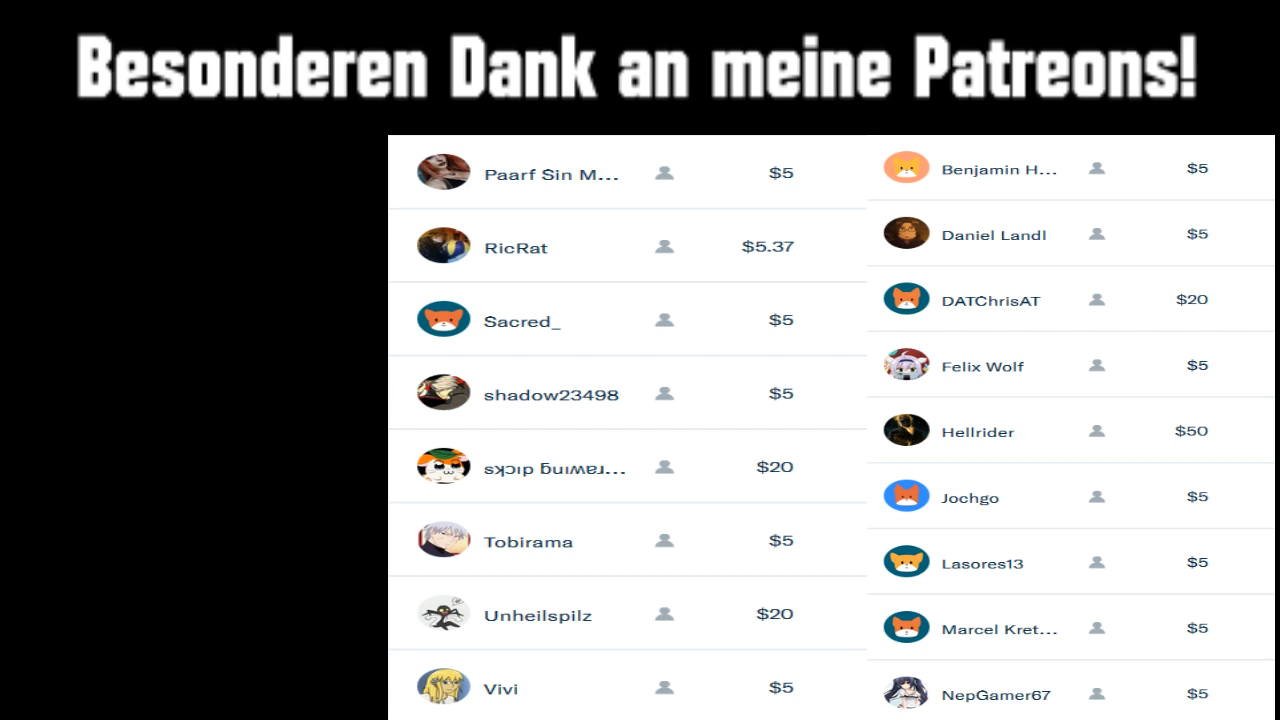 Besonderen Dank an meine Patreons!
Paarf Sin M... $5
RicRat $5.37
Sacred_ $5
shadow23498 $5
sʞɔıp ƃuıʍɐɹ... $20
Tobirama $5
Unheilspilz $20
Vivi $5
Benjamin H... $5
Daniel Landl $5
DATChrisAT $20
Felix Wolf $5
Hellrider $50
Jochgo $5
Lasores13 $5
Marcel Kret... $5
NepGamer67 $5